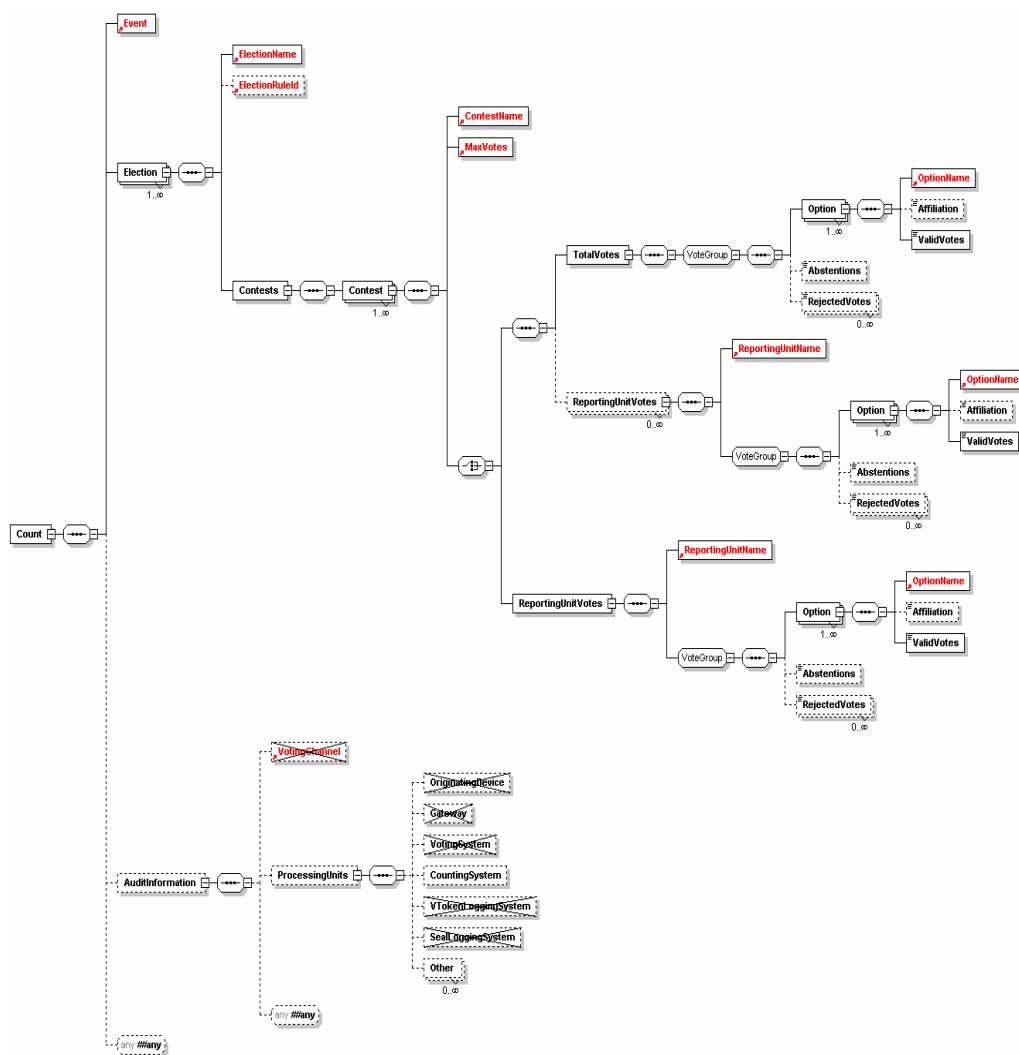 Event
ElectionName
ElectionRuleId
ContestName
MaxVotes
Election
1..∞
OptionName
Option
Affiliation
1..∞
ValidVotes
TotalVotes
VoteGroup
Abstentions
Contests
Contest
1..∞
RejectedVotes
0..∞
ReportingUnitName
OptionName
ReportingUnitVotes
0..∞
Option
Affiliation
1..∞
ValidVotes
VoteGroup
Abstentions
RejectedVotes
0..∞
Count
ReportingUnitName
OptionName
ReportingUnitVotes
Option
Affiliation
1..∞
ValidVotes
VoteGroup
Abstentions
RejectedVotes
0..∞
VotingChannel
OriginatingDevice
Gateway
VotingSystem
AuditInformation
ProcessingUnits
CountingSystem
VTokenLoggingSystem
SealLoggingSystem
Other
0..∞
any ##any
any ##any